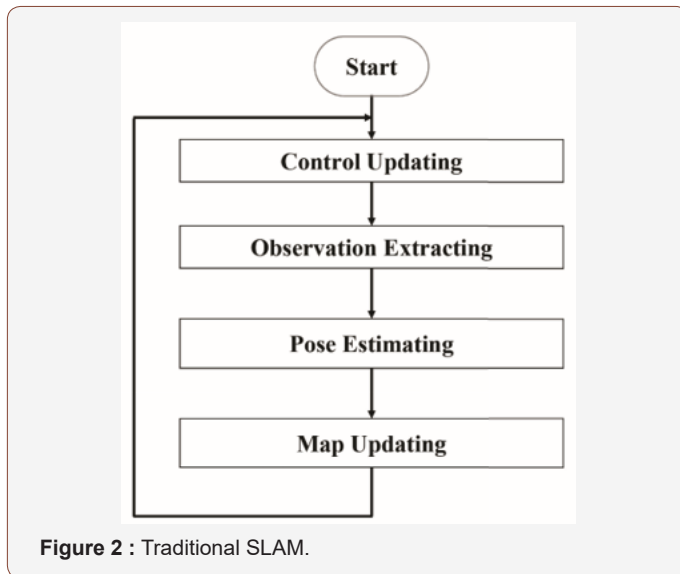 Start
Control Updating
Observation Extracting
Pose Estimating
Map Updating
Figure 2 : Traditional SLAM.